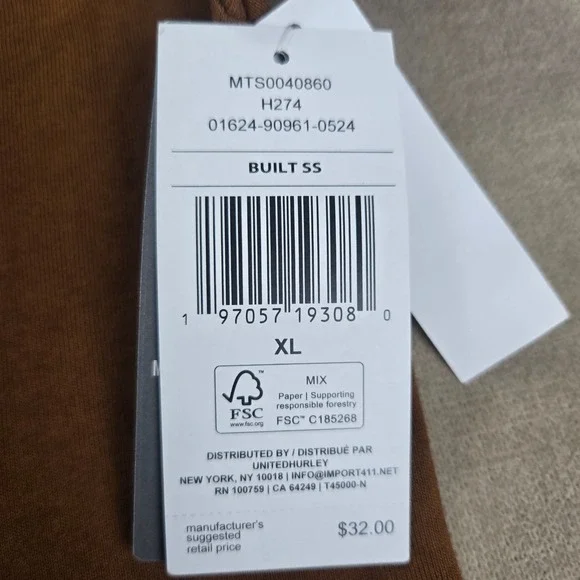 MTS0040860
H274
01624-90961-0524
BUILT SS
1 97057 19308 0
XL
FSC
www.fsc.org
MIX
Paper | Supporting
responsible forestry
FSC™ C185268
DISTRIBUTED BY / DISTRIBUÉ PAR
UNITEDHURLEY
NEW YORK, NY 10018 | INFO@IMPORT411.NET
RN 100759 | CA 64249 | T45000-N
manufacturer's
suggested
retail price
$32.00
M